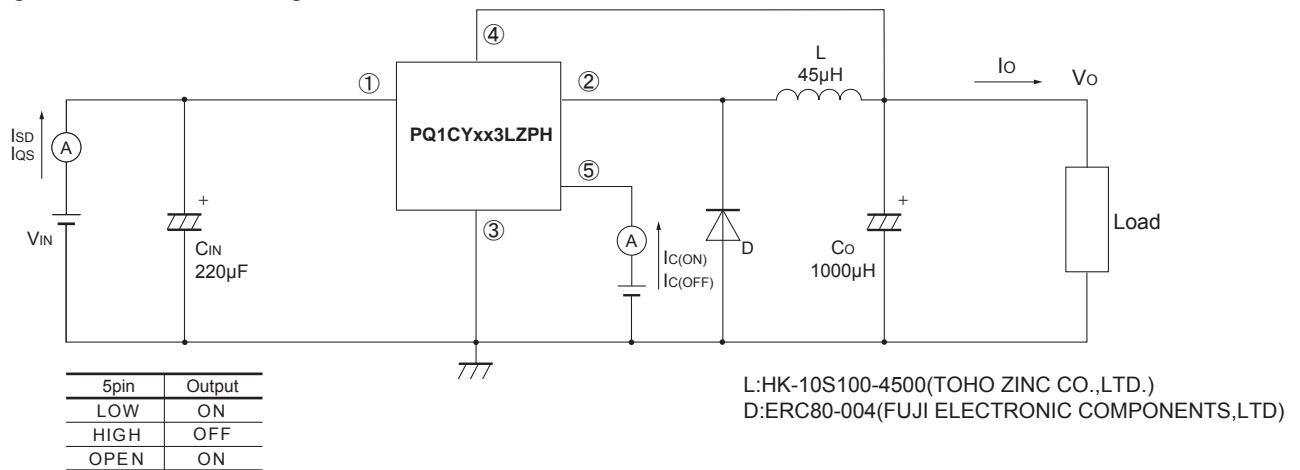 ④
L
45μH
IO
VO
①
②
ISD
IQS
A
PQ1CYxx3LZPH
⑤
③
A
IC(ON)
IC(OFF)
VIN
+
CIN
220μF
D
+
CO
1000μH
Load
5pin Output
LOW ON
HIGH OFF
OPEN ON
L:HK-10S100-4500(TOHO ZINC CO.,LTD.)
D:ERC80-004(FUJI ELECTRONIC COMPONENTS,LTD)